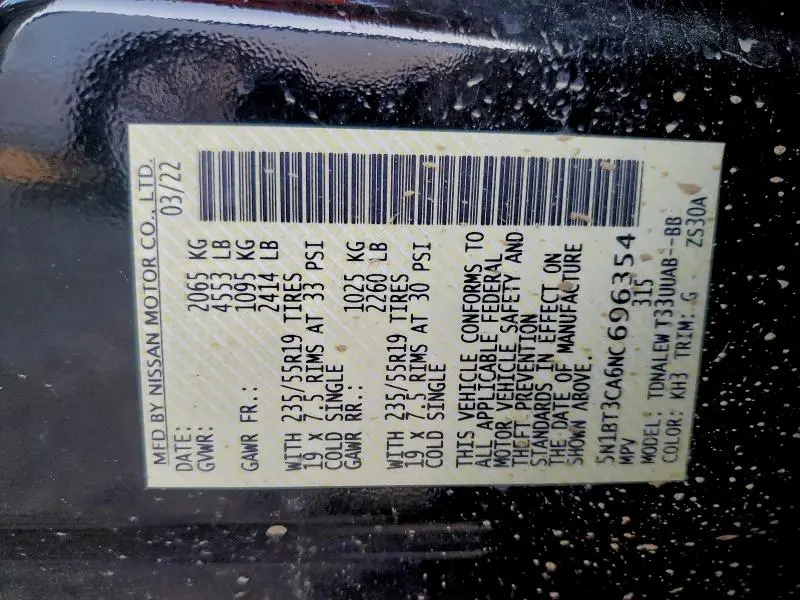 MFD BY NISSAN MOTOR CO., LTD.
DATE: 03/22
GVWR: 2065 KG
4553 LB
GAWR FR.: 1095 KG
2414 LB
WITH 235/55R19 TIRES
19 x 7.5 RIMS AT 33 PSI
COLD SINGLE
GAWR RR.: 1025 KG
2260 LB
WITH 235/55R19 TIRES
19 x 7.5 RIMS AT 30 PSI
COLD SINGLE
THIS VEHICLE CONFORMS TO
ALL APPLICABLE FEDERAL
MOTOR VEHICLE SAFETY AND
THEFT PREVENTION
STANDARDS IN EFFECT ON
THE DATE OF MANUFACTURE
SHOWN ABOVE.
5N1BT3CA6NC696354
MPV 315
MODEL: TDNALEWT33UUAB--BB
COLOR: KH3 TRIM: G ZS30A